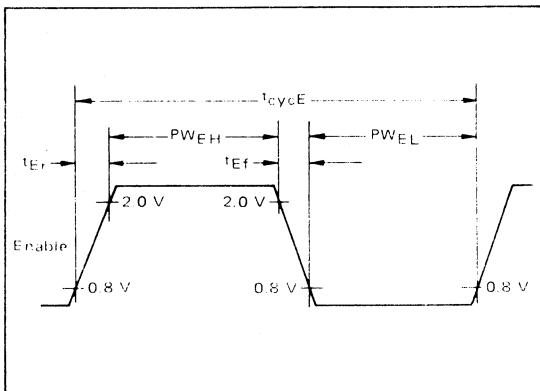 tcycE
PWEH
PWEL
tEr
tEf
2.0 V
2.0 V
Enable
0.8 V
0.8 V
0.8 V